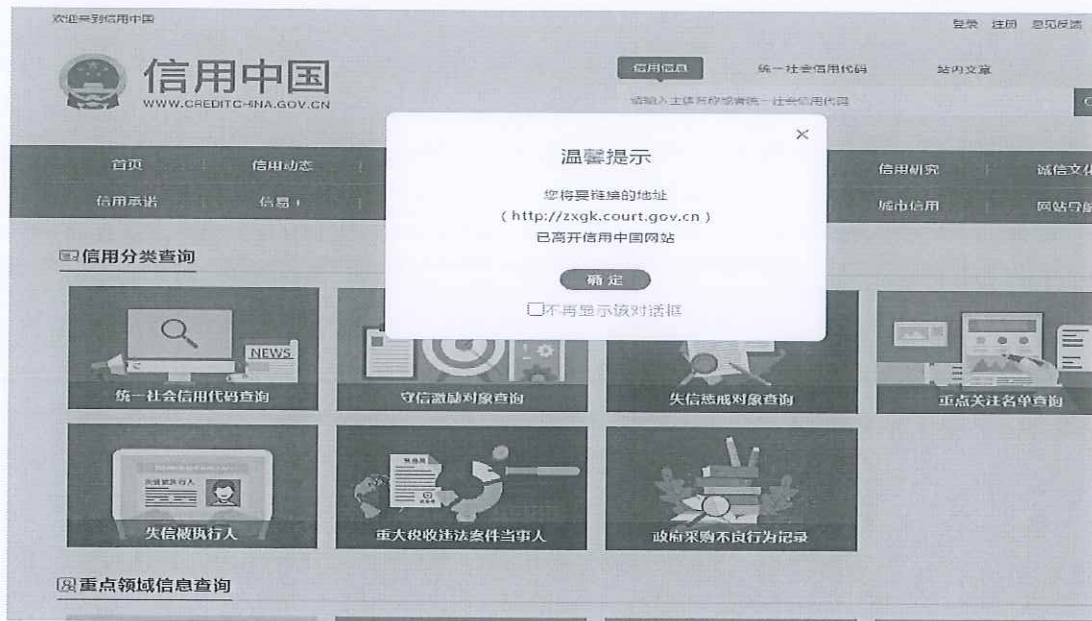 欢迎来到信用中国
登录 注册 意见反馈
信用中国
WWW.CREDITCHINA.GOV.CN
信用信息 统一社会信用代码 站内文章
请输入主体名称或者统一社会信用代码
首页 信用动态 信用研究 诚信文化
信用承诺 信易+ 城市信用 网站导航
×
温馨提示
您将要链接的地址
( http://zxgk.court.gov.cn )
已离开信用中国网站
确定
不再显示该对话框
信用分类查询
NEWS
统一社会信用代码查询 守信激励对象查询 失信惩戒对象查询 重点关注名单查询
失信被执行人
失信被执行人 重大税收违法案件当事人 政府采购不良行为记录
重点领域信息查询